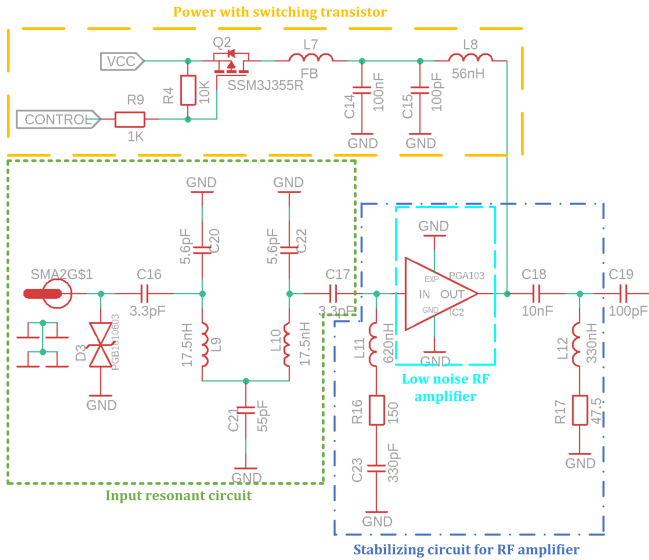 Power with switching transistor
Q2
L7
L8
VCC
FB
56nH
SSM3J355R
R4
10K
C14
100nF
C15
100pF
R9
CONTROL
1K
GND
GND
GND
GND
5.6pF
C20
5.6pF
C22
GND
SMA2G$1
C16
C17
EXP
PGA103
C18
C19
IN
OUT
3.3pF
3.3pF
GND
IC2
10nF
100pF
D3
PGB1010603
17.5nH
L9
L10
17.5nH
L11
620nH
GND
L12
330nH
Low noise RF
amplifier
GND
C21
55pF
R16
150
R17
47.5
GND
C23
330pF
GND
Input resonant circuit
GND
Stabilizing circuit for RF amplifier